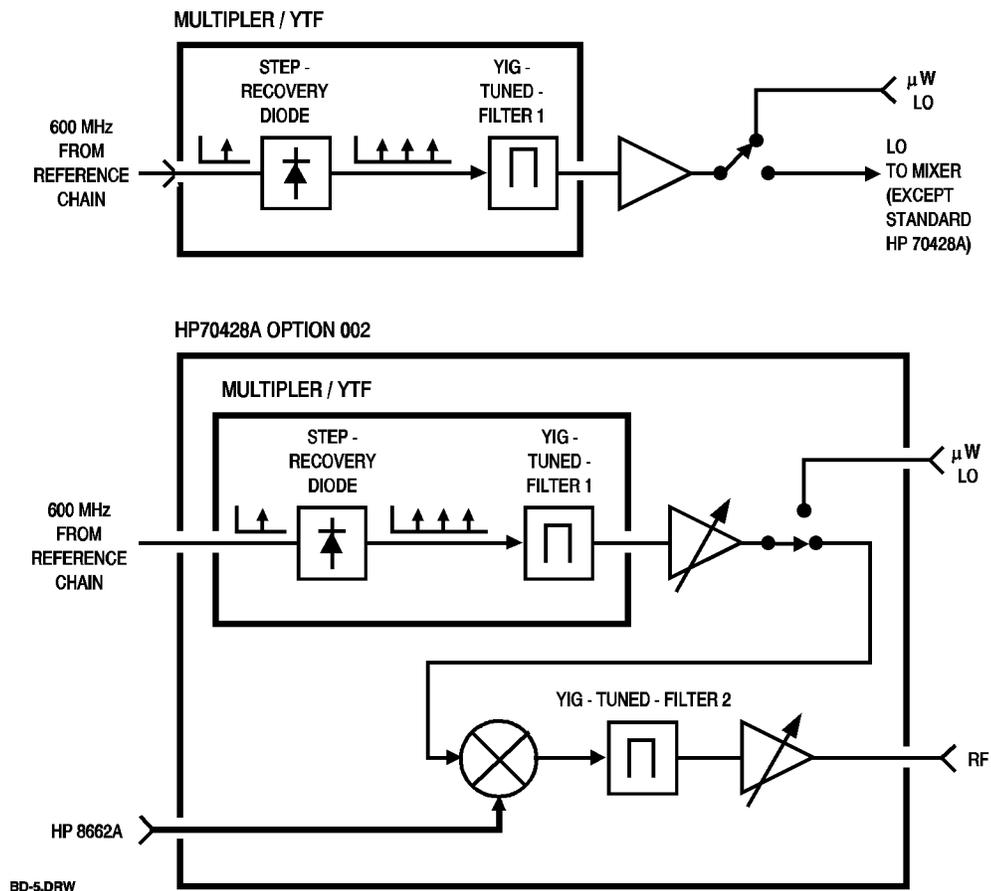 MULTIPLER / YTF
STEP -
RECOVERY
DIODE
YIG -
TUNED -
FILTER 1
600 MHz
FROM
REFERENCE
CHAIN
μW
LO
LO
TO MIXER
(EXCEPT
STANDARD
HP 70428A)
HP70428A OPTION 002
MULTIPLER / YTF
STEP -
RECOVERY
DIODE
YIG -
TUNED -
FILTER 1
600 MHz
FROM
REFERENCE
CHAIN
μW
LO
YIG - TUNED - FILTER 2
RF
HP 8662A
BD-5.DRW